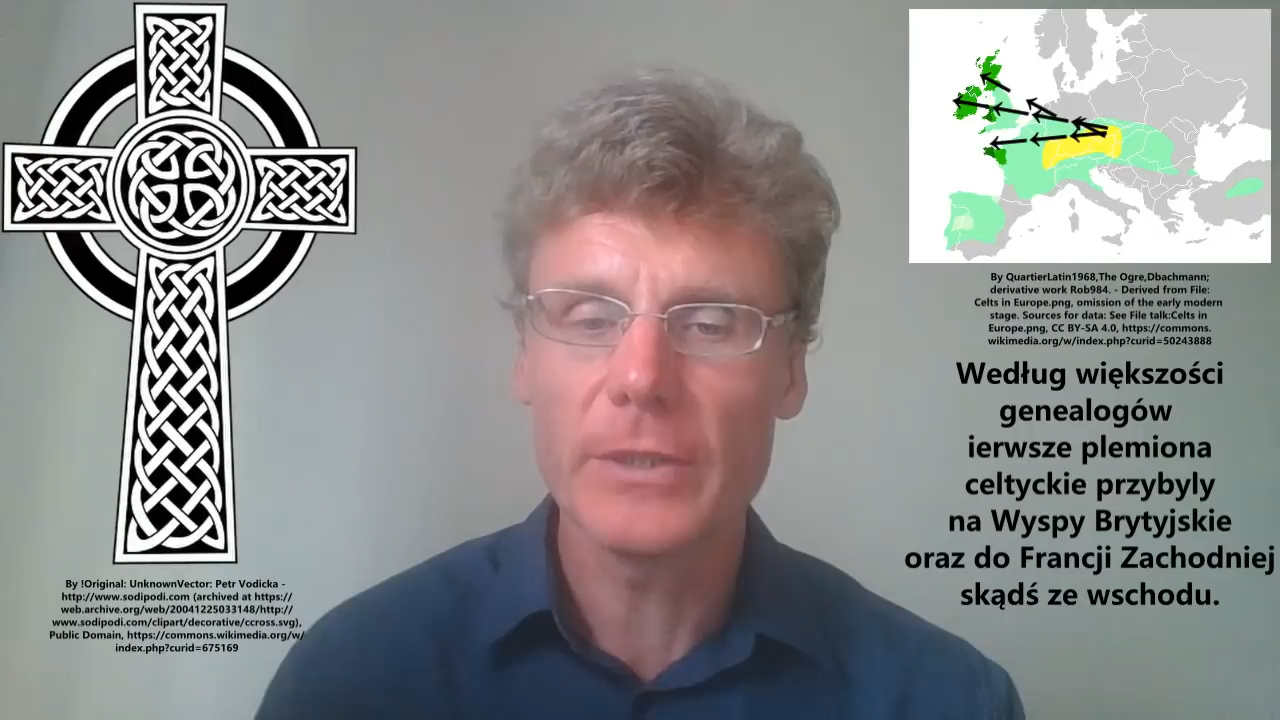 By !Original: UnknownVector: Petr Vodicka -
http://www.sodipodi.com (archived at https://
web.archive.org/web/20041225033148/http://
www.sodipodi.com/clipart/decorative/ccross.svg),
Public Domain, https://commons.wikimedia.org/w/
index.php?curid=675169
By QuartierLatin1968,The Ogre,Dbachmann;
derivative work Rob984. - Derived from File:
Celts in Europe.png, omission of the early modern
stage. Sources for data: See File talk:Celts in
Europe.png, CC BY-SA 4.0, https://commons.
wikimedia.org/w/index.php?curid=50243888
Według większości
genealogów
ierwsze plemiona
celtyckie przybyly
na Wyspy Brytyjskie
oraz do Francji Zachodniej
skądś ze wschodu.